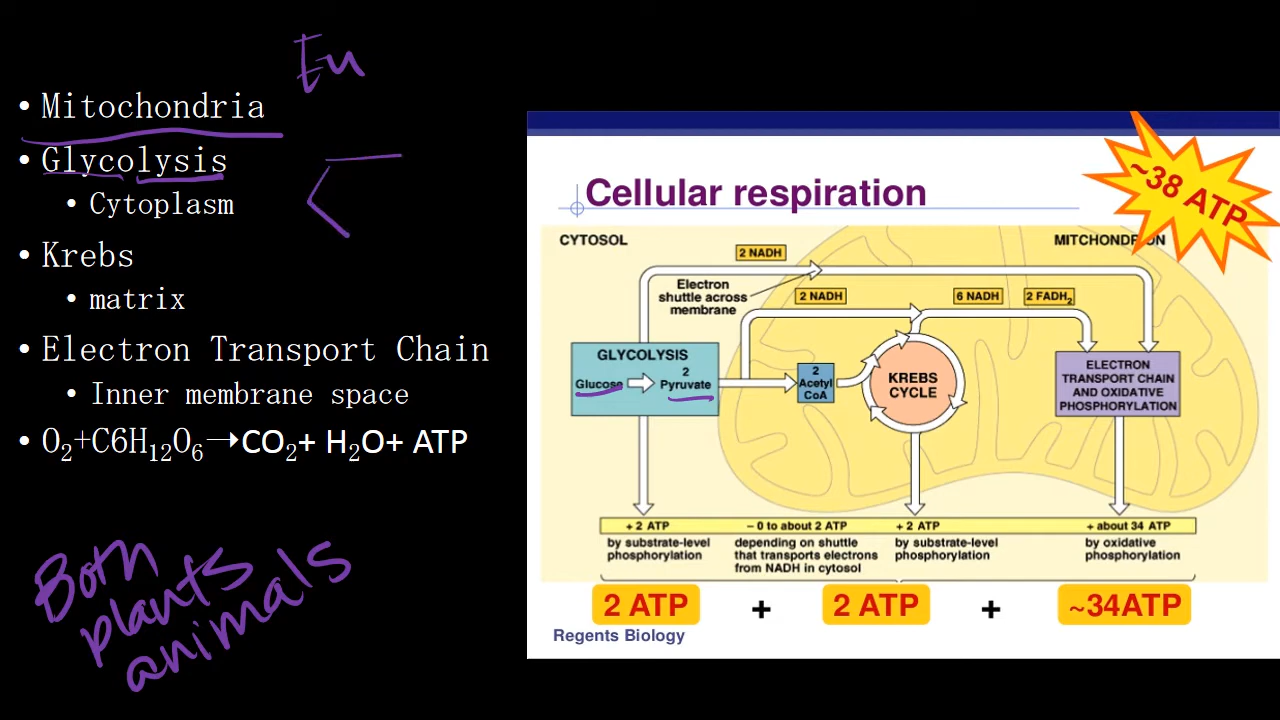 Eu
• Mitochondria
• Glycolysis
• Cytoplasm
• Krebs
• matrix
• Electron Transport Chain
• Inner membrane space
• O₂+C6H₁₂O₆→CO₂+ H₂O+ ATP
Both
plants
animals
~38 ATP
Cellular respiration
CYTOSOL
MITCHONDRION
2 NADH
Electron
shuttle across
membrane
2 NADH
6 NADH
2 FADH₂
GLYCOLYSIS
Glucose
2
Pyruvate
2
Acetyl
CoA
KREBS
CYCLE
ELECTRON
TRANSPORT CHAIN
AND OXIDATIVE
PHOSPHORYLATION
+ 2 ATP
by substrate-level
phosphorylation
– 0 to about 2 ATP
depending on shuttle
that transports electrons
from NADH in cytosol
+ 2 ATP
by substrate-level
phosphorylation
+ about 34 ATP
by oxidative
phosphorylation
2 ATP + 2 ATP + ~34ATP
Regents Biology